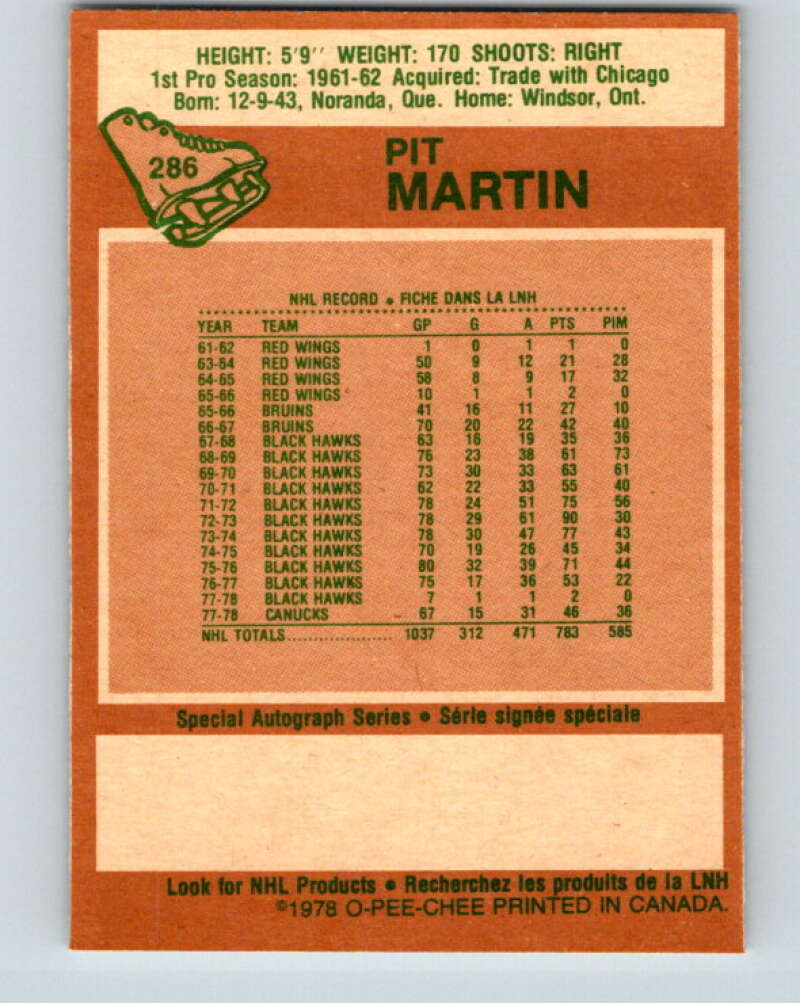 HEIGHT: 5'9'' WEIGHT: 170 SHOOTS: RIGHT
1st Pro Season: 1961-62 Acquired: Trade with Chicago
Born: 12-9-43, Noranda, Que. Home: Windsor, Ont.
286
PIT
MARTIN
NHL RECORD • FICHE DANS LA LNH
YEAR TEAM GP G A PTS PIM
61-62 RED WINGS 1 0 1 1 0
63-64 RED WINGS 50 9 12 21 28
64-65 RED WINGS 58 8 9 17 32
65-66 RED WINGS 10 1 1 2 0
65-66 BRUINS 41 16 11 27 10
66-67 BRUINS 70 20 22 42 40
67-68 BLACK HAWKS 63 16 19 35 36
68-69 BLACK HAWKS 76 23 38 61 73
69-70 BLACK HAWKS 73 30 33 63 61
70-71 BLACK HAWKS 62 22 33 55 40
71-72 BLACK HAWKS 78 24 51 75 56
72-73 BLACK HAWKS 78 29 61 90 30
73-74 BLACK HAWKS 78 30 47 77 43
74-75 BLACK HAWKS 70 19 26 45 34
75-76 BLACK HAWKS 80 32 39 71 44
76-77 BLACK HAWKS 75 17 36 53 22
77-78 BLACK HAWKS 7 1 1 2 0
77-78 CANUCKS 67 15 31 46 36
NHL TOTALS.................... 1037 312 471 783 585
Special Autograph Series • Série signée spéciale
Look for NHL Products • Recherchez les produits de la LNH
©1978 O-PEE-CHEE PRINTED IN CANADA.